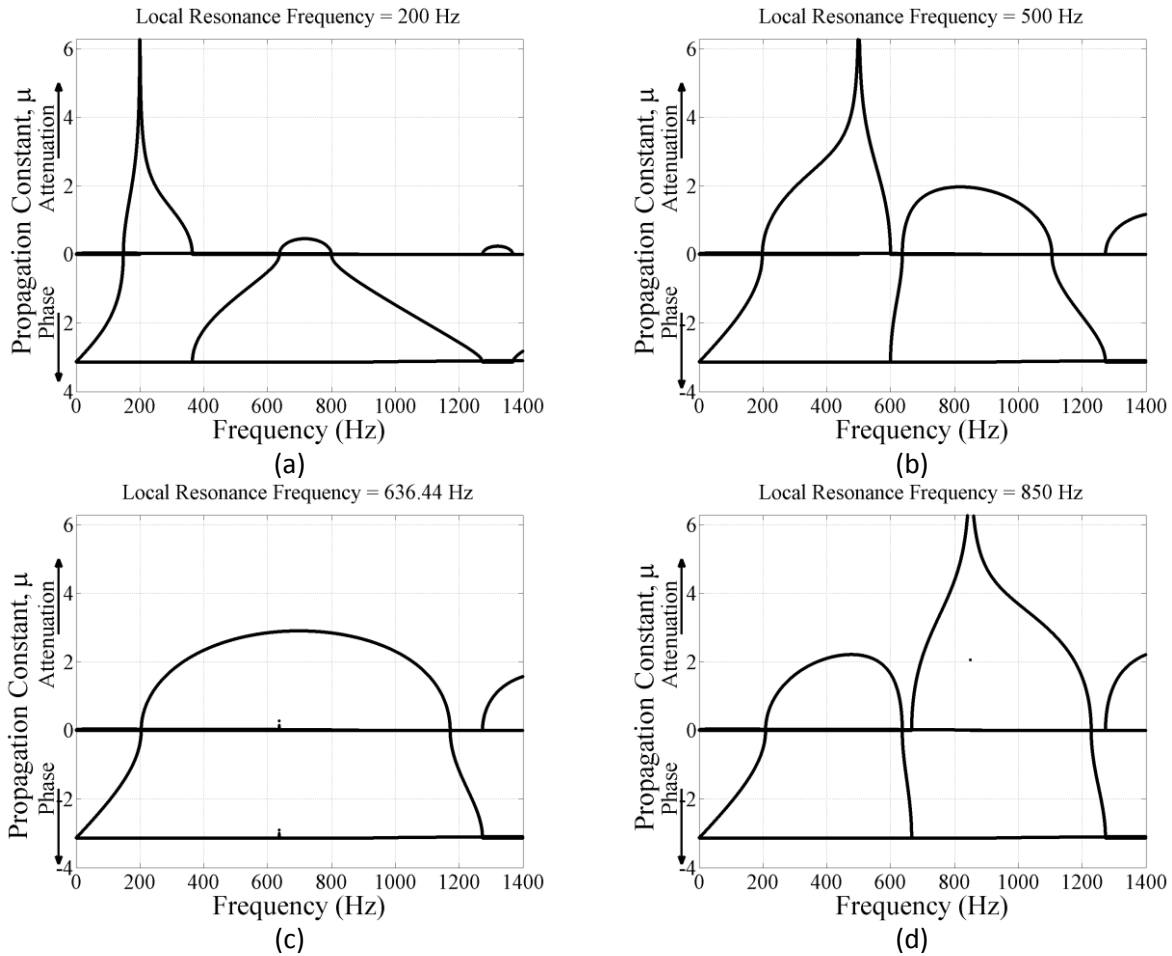 Local Resonance Frequency = 200 Hz
Propagation Constant, μ
Phase
Attenuation
6
4
2
0
-2
4
0 200 400 600 800 1000 1200 1400
Frequency (Hz)
(a)
Local Resonance Frequency = 500 Hz
Propagation Constant, μ
Phase
Attenuation
6
4
2
0
-2
-4
0 200 400 600 800 1000 1200 1400
Frequency (Hz)
(b)
Local Resonance Frequency = 636.44 Hz
Propagation Constant, μ
Phase
Attenuation
6
4
2
0
-2
-4
0 200 400 600 800 1000 1200 1400
Frequency (Hz)
(c)
Local Resonance Frequency = 850 Hz
Propagation Constant, μ
Phase
Attenuation
6
4
2
0
-2
-4
0 200 400 600 800 1000 1200 1400
Frequency (Hz)
(d)